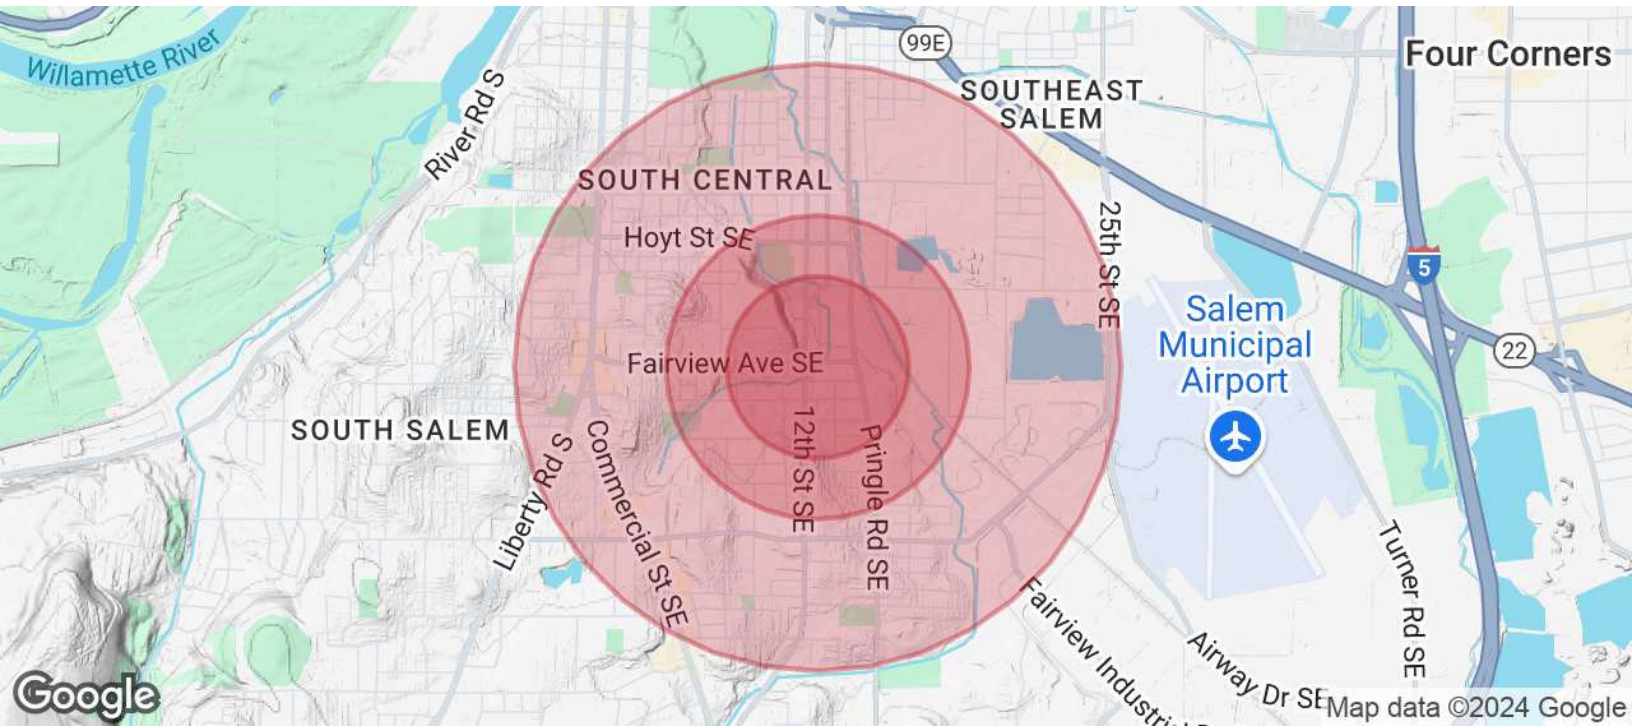 Willamette River
River Rd S
99E
SOUTHEAST
SALEM
Four Corners
SOUTH CENTRAL
Hoyt St SE
25th St SE
5
Salem
Municipal
Airport
22
Fairview Ave SE
SOUTH SALEM
Liberty Rd S
Commercial St SE
12th St SE
Pringle Rd SE
Turner Rd SE
Fairview Industri
Airway Dr SE
Google
Map data ©2024 Google